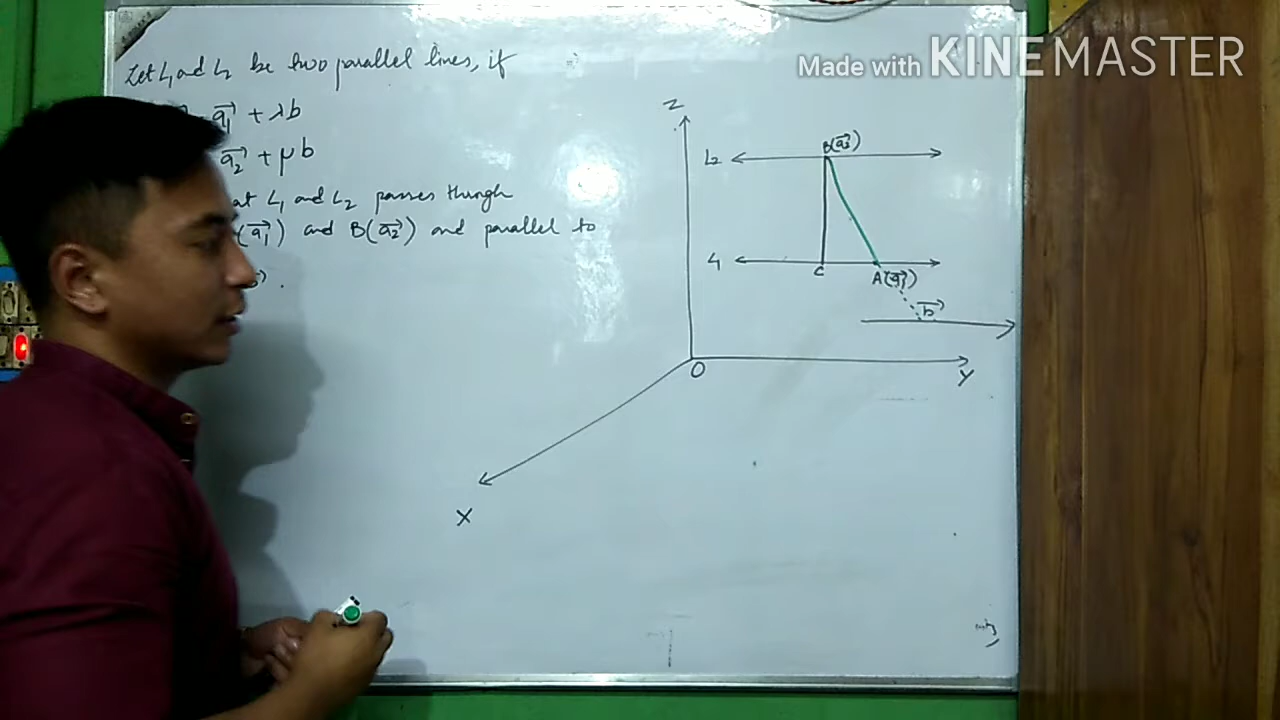 Let L₁ and L₂ be two parallel lines, if
a₁⃗ + λb
a₂⃗ + μb
at L₁ and L₂ passes through
(a₁⃗) and B(a₂⃗) and parallel to
Made with KINEMASTER
Z
L₂
B(a₂⃗)
L₁
C
A(a₁⃗)
b⃗
O
Y
X